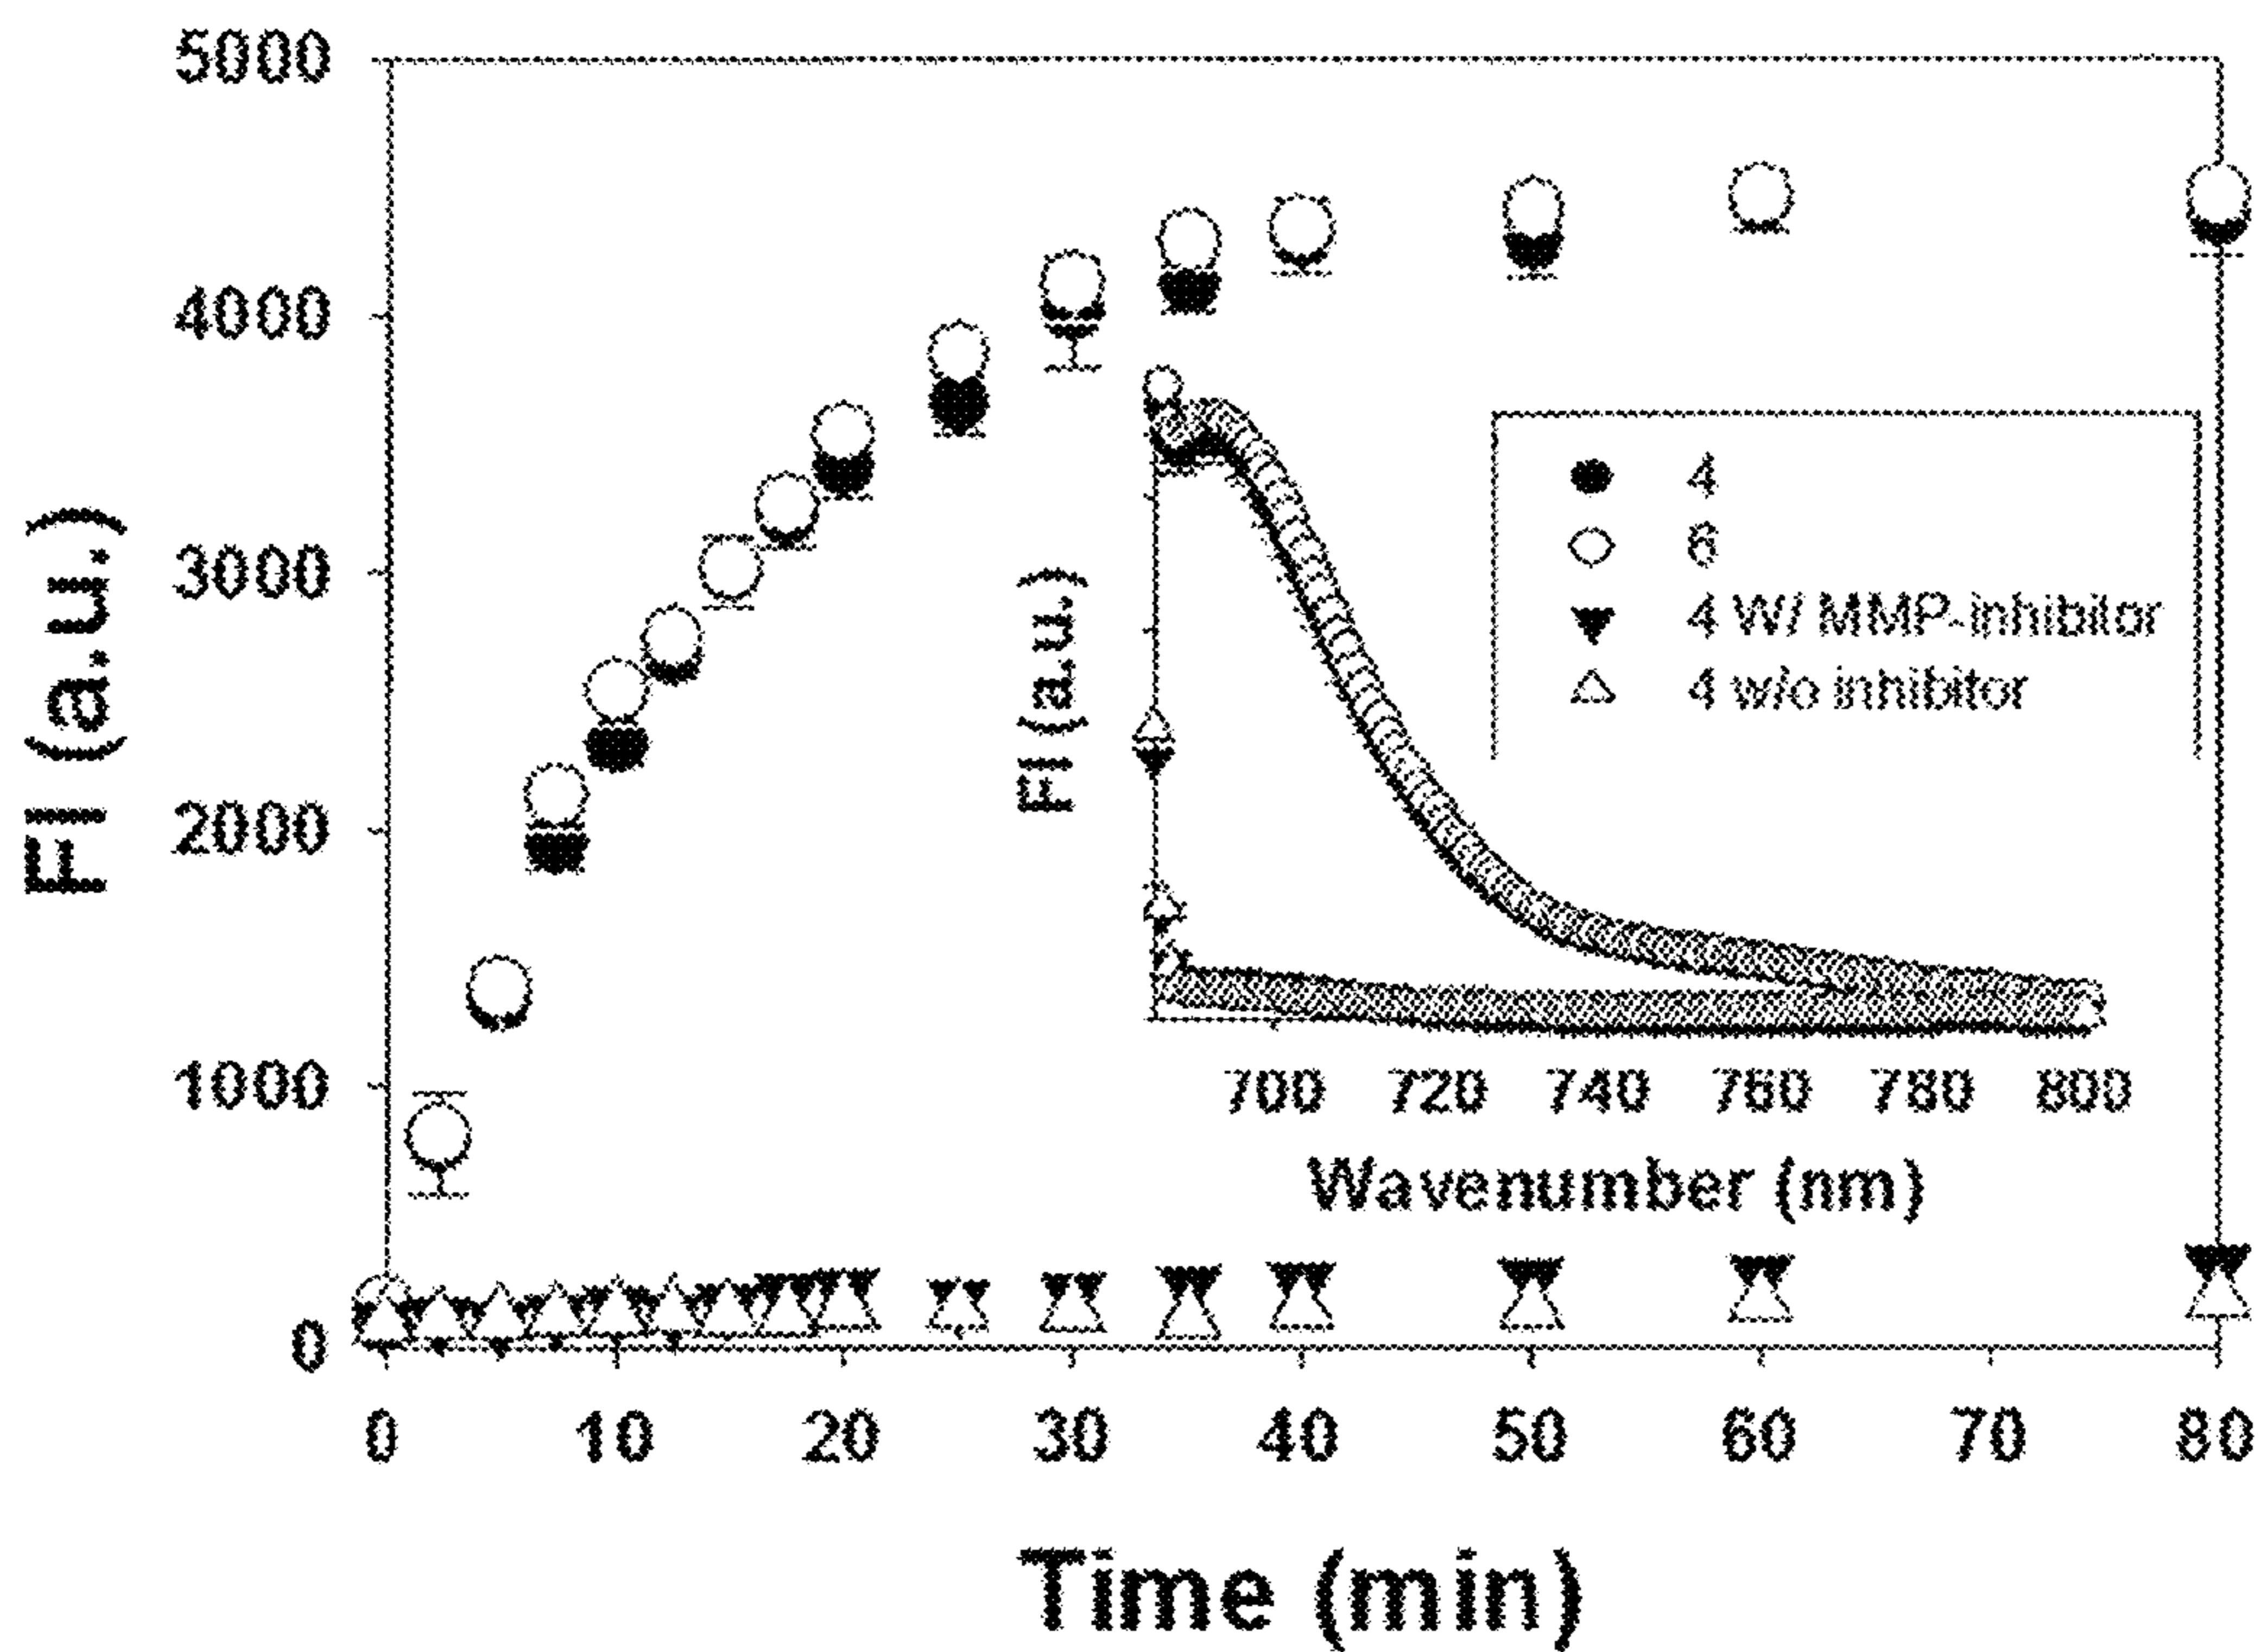 5000
4000
3000
2000
1000
0
FI (a.u.)
0 10 20 30 40 50 60 70 80
Time (min)
FI (a.u.)
700 720 740 760 780 800
Wavenumber (nm)
4
6
4 W/ MMP-inhibitor
4 w/o inhibitor